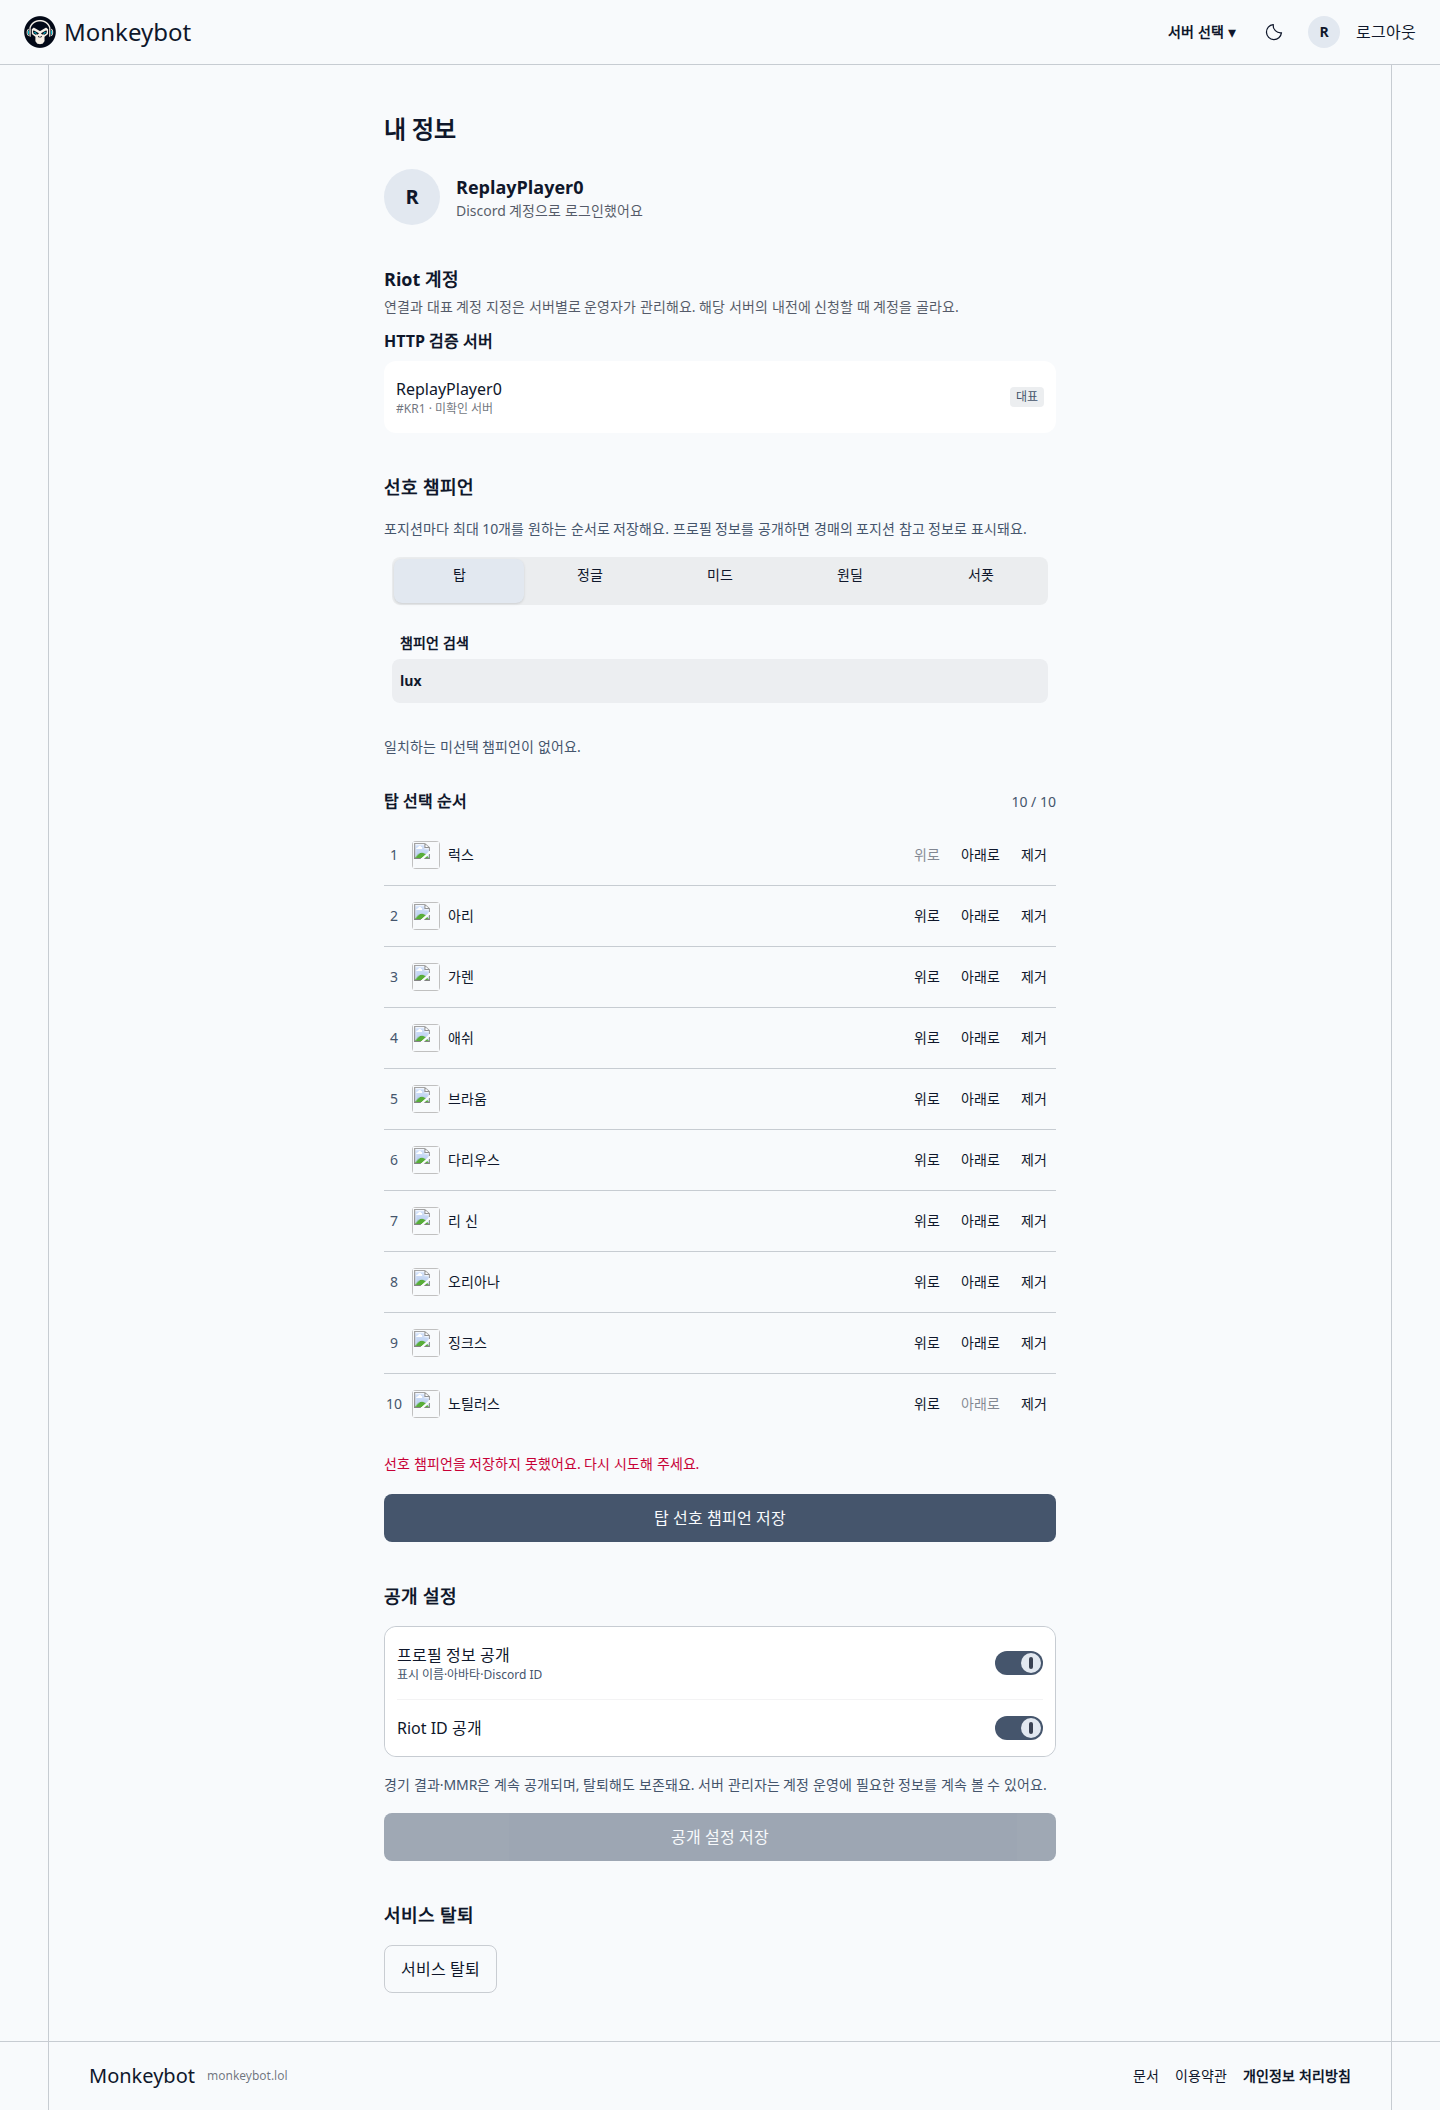 Monkeybot
서버 선택 ▾
R
로그아웃
내 정보
R
ReplayPlayer0
Discord 계정으로 로그인했어요
Riot 계정
연결과 대표 계정 지정은 서버별로 운영자가 관리해요. 해당 서버의 내전에 신청할 때 계정을 골라요.
HTTP 검증 서버
ReplayPlayer0
#KR1 · 미확인 서버
대표
선호 챔피언
포지션마다 최대 10개를 원하는 순서로 저장해요. 프로필 정보를 공개하면 경매의 포지션 참고 정보로 표시돼요.
탑 정글 미드 원딜 서폿
챔피언 검색
lux
일치하는 미선택 챔피언이 없어요.
탑 선택 순서 10 / 10
1 럭스 위로 아래로 제거
2 아리 위로 아래로 제거
3 가렌 위로 아래로 제거
4 애쉬 위로 아래로 제거
5 브라움 위로 아래로 제거
6 다리우스 위로 아래로 제거
7 리 신 위로 아래로 제거
8 오리아나 위로 아래로 제거
9 징크스 위로 아래로 제거
10 노틸러스 위로 아래로 제거
선호 챔피언을 저장하지 못했어요. 다시 시도해 주세요.
탑 선호 챔피언 저장
공개 설정
프로필 정보 공개
표시 이름·아바타·Discord ID
Riot ID 공개
경기 결과·MMR은 계속 공개되며, 탈퇴해도 보존돼요. 서버 관리자는 계정 운영에 필요한 정보를 계속 볼 수 있어요.
공개 설정 저장
서비스 탈퇴
서비스 탈퇴
Monkeybot monkeybot.lol
문서 이용약관 개인정보 처리방침